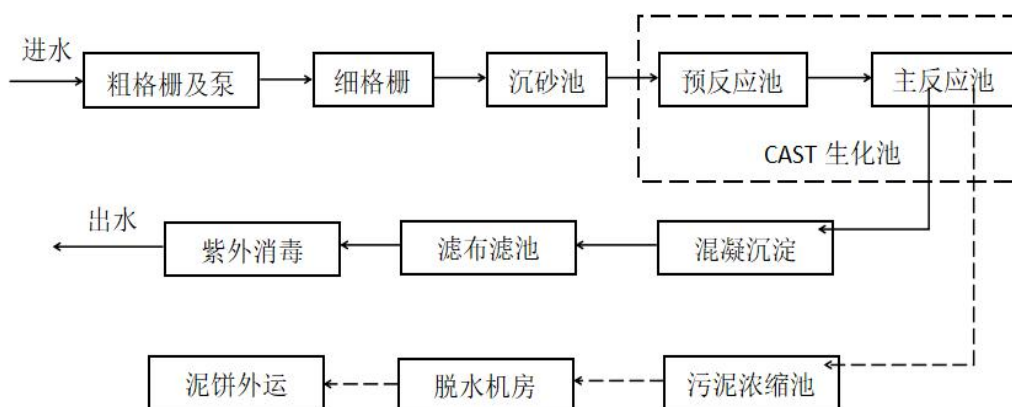 进水
粗格栅及泵
细格栅
沉砂池
预反应池
主反应池
CAST 生化池
出水
紫外消毒
滤布滤池
混凝沉淀
泥饼外运
脱水机房
污泥浓缩池